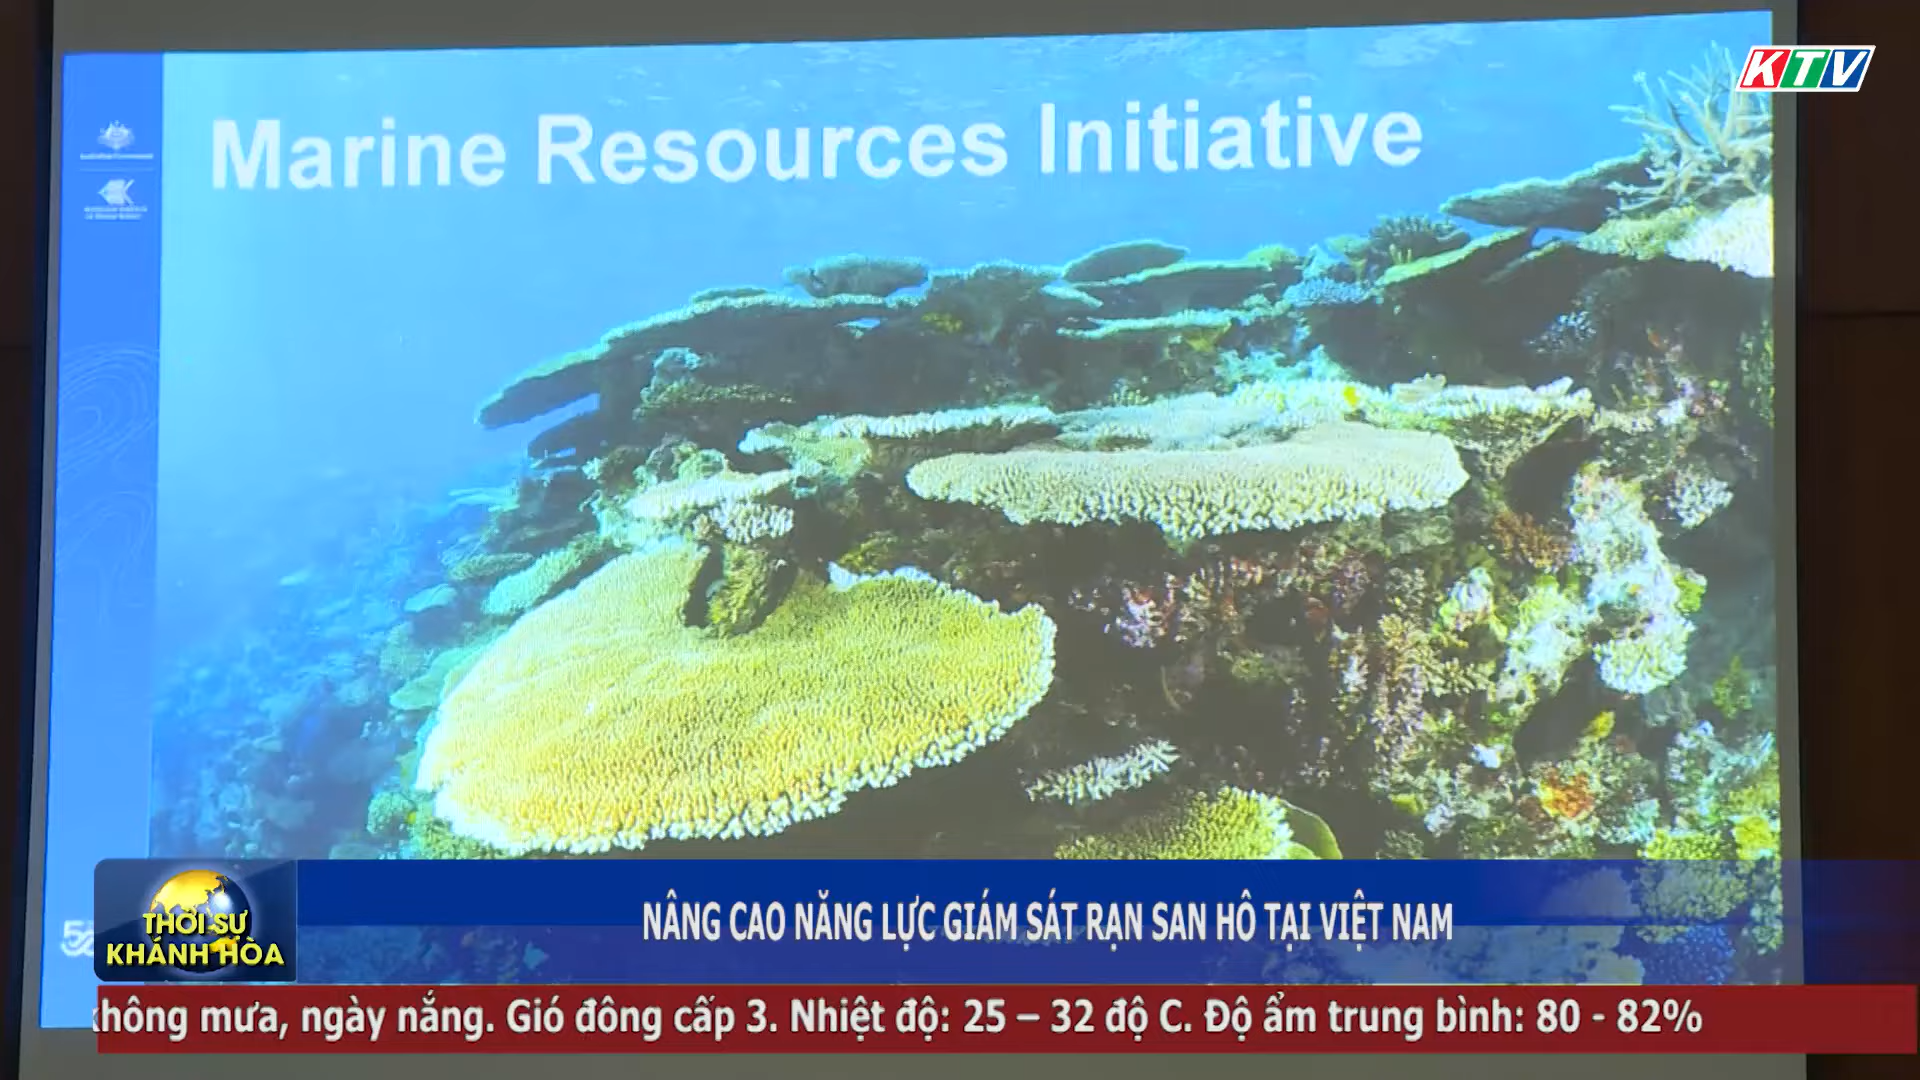 KTV
Marine Resources Initiative
Australian Government
THỜI SỰ
KHÁNH HÒA
NÂNG CAO NĂNG LỰC GIÁM SÁT RẠN SAN HÔ TẠI VIỆT NAM
không mưa, ngày nắng. Gió đông cấp 3. Nhiệt độ: 25 – 32 độ C. Độ ẩm trung bình: 80 - 82%